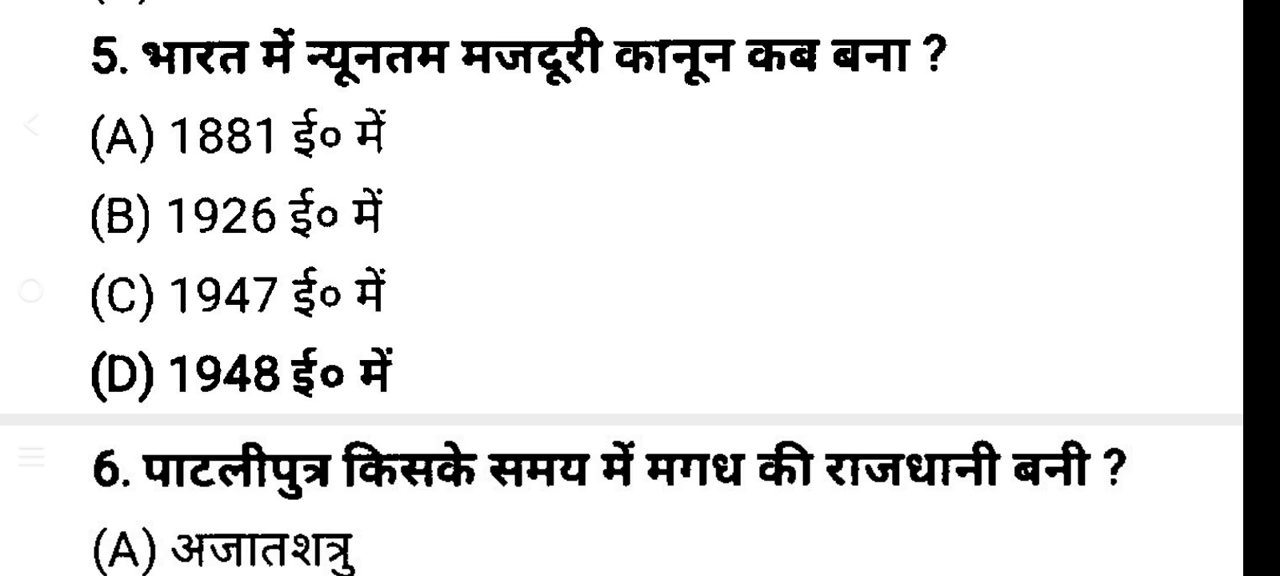 5. भारत में न्यूनतम मजदूरी कानून कब बना ?
(A) 1881 ई० में
(B) 1926 ई० में
(C) 1947 ई० में
(D) 1948 ई० में
6. पाटलीपुत्र किसके समय में मगध की राजधानी बनी ?
(A) अजातशत्रु